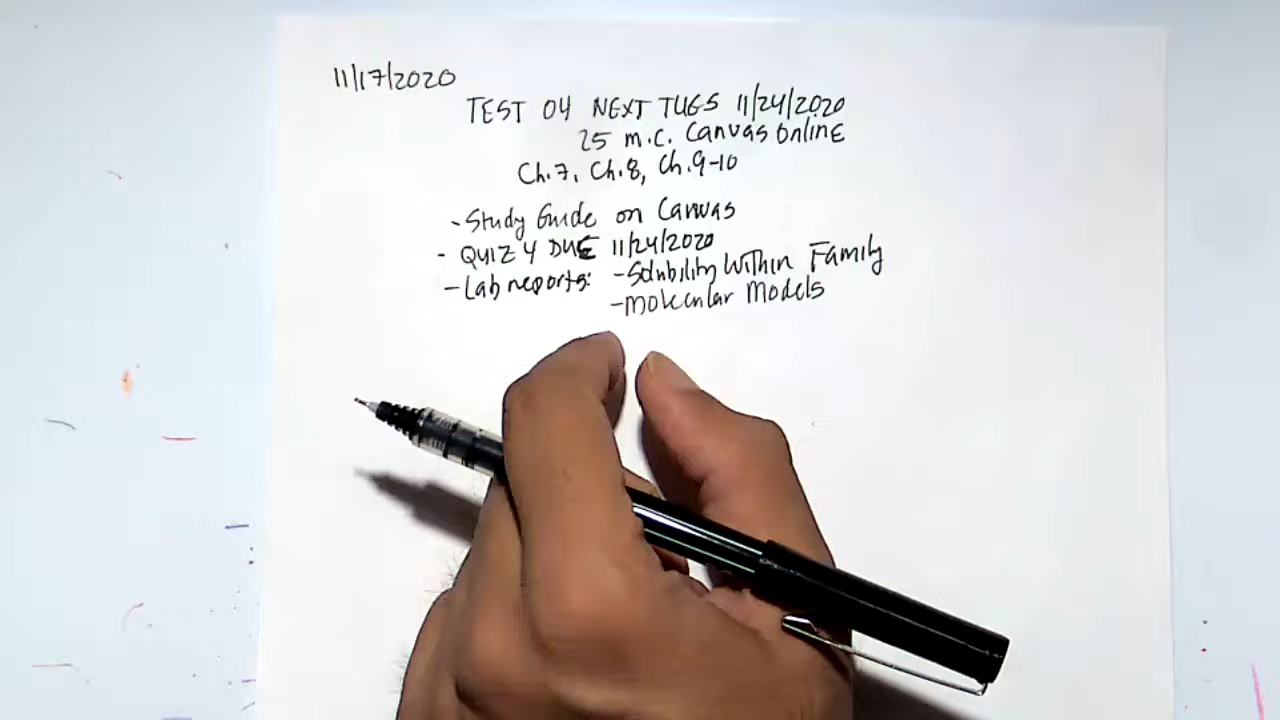 11/17/2020
TEST 04 NEXT TUES 11/24/2020
25 m.c. Canvas Online
Ch.7, Ch.8, Ch.9-10
- Study Guide on Canvas
- QUIZ 4 DUE 11/24/2020
- Lab reports: - Solubility Within Family
- Molecular Models